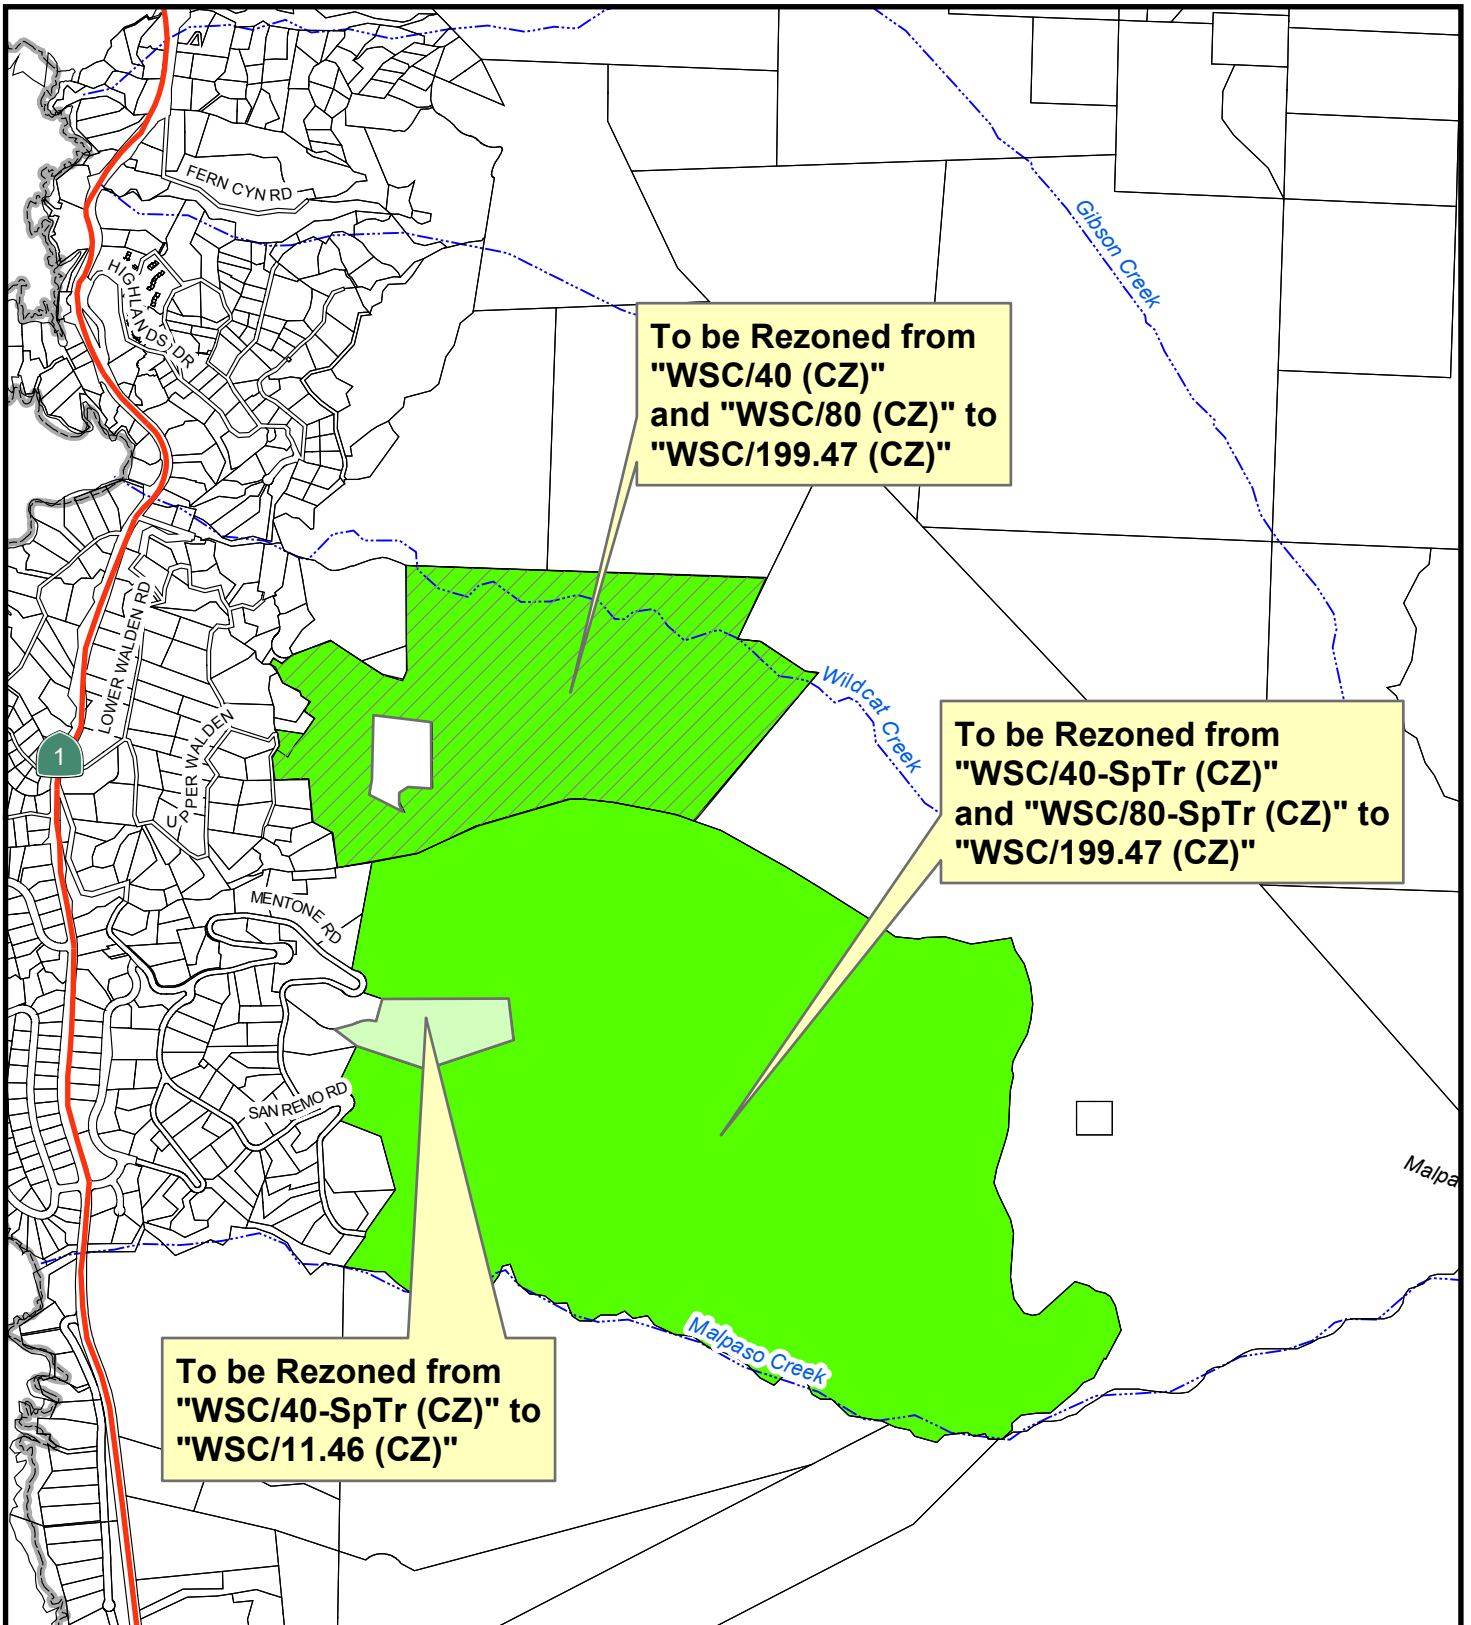 FERN CYN RD
Gibson Creek
HIGHLANDS DR
To be Rezoned from
"WSC/40 (CZ)"
and "WSC/80 (CZ)" to
"WSC/199.47 (CZ)"
LOWER WALDEN RD
UPPER WALDEN
Wildcat Creek
1
To be Rezoned from
"WSC/40-SpTr (CZ)"
and "WSC/80-SpTr (CZ)" to
"WSC/199.47 (CZ)"
MENTONE RD
SAN REMO RD
Malpa
Malpaso Creek
To be Rezoned from
"WSC/40-SpTr (CZ)" to
"WSC/11.46 (CZ)"